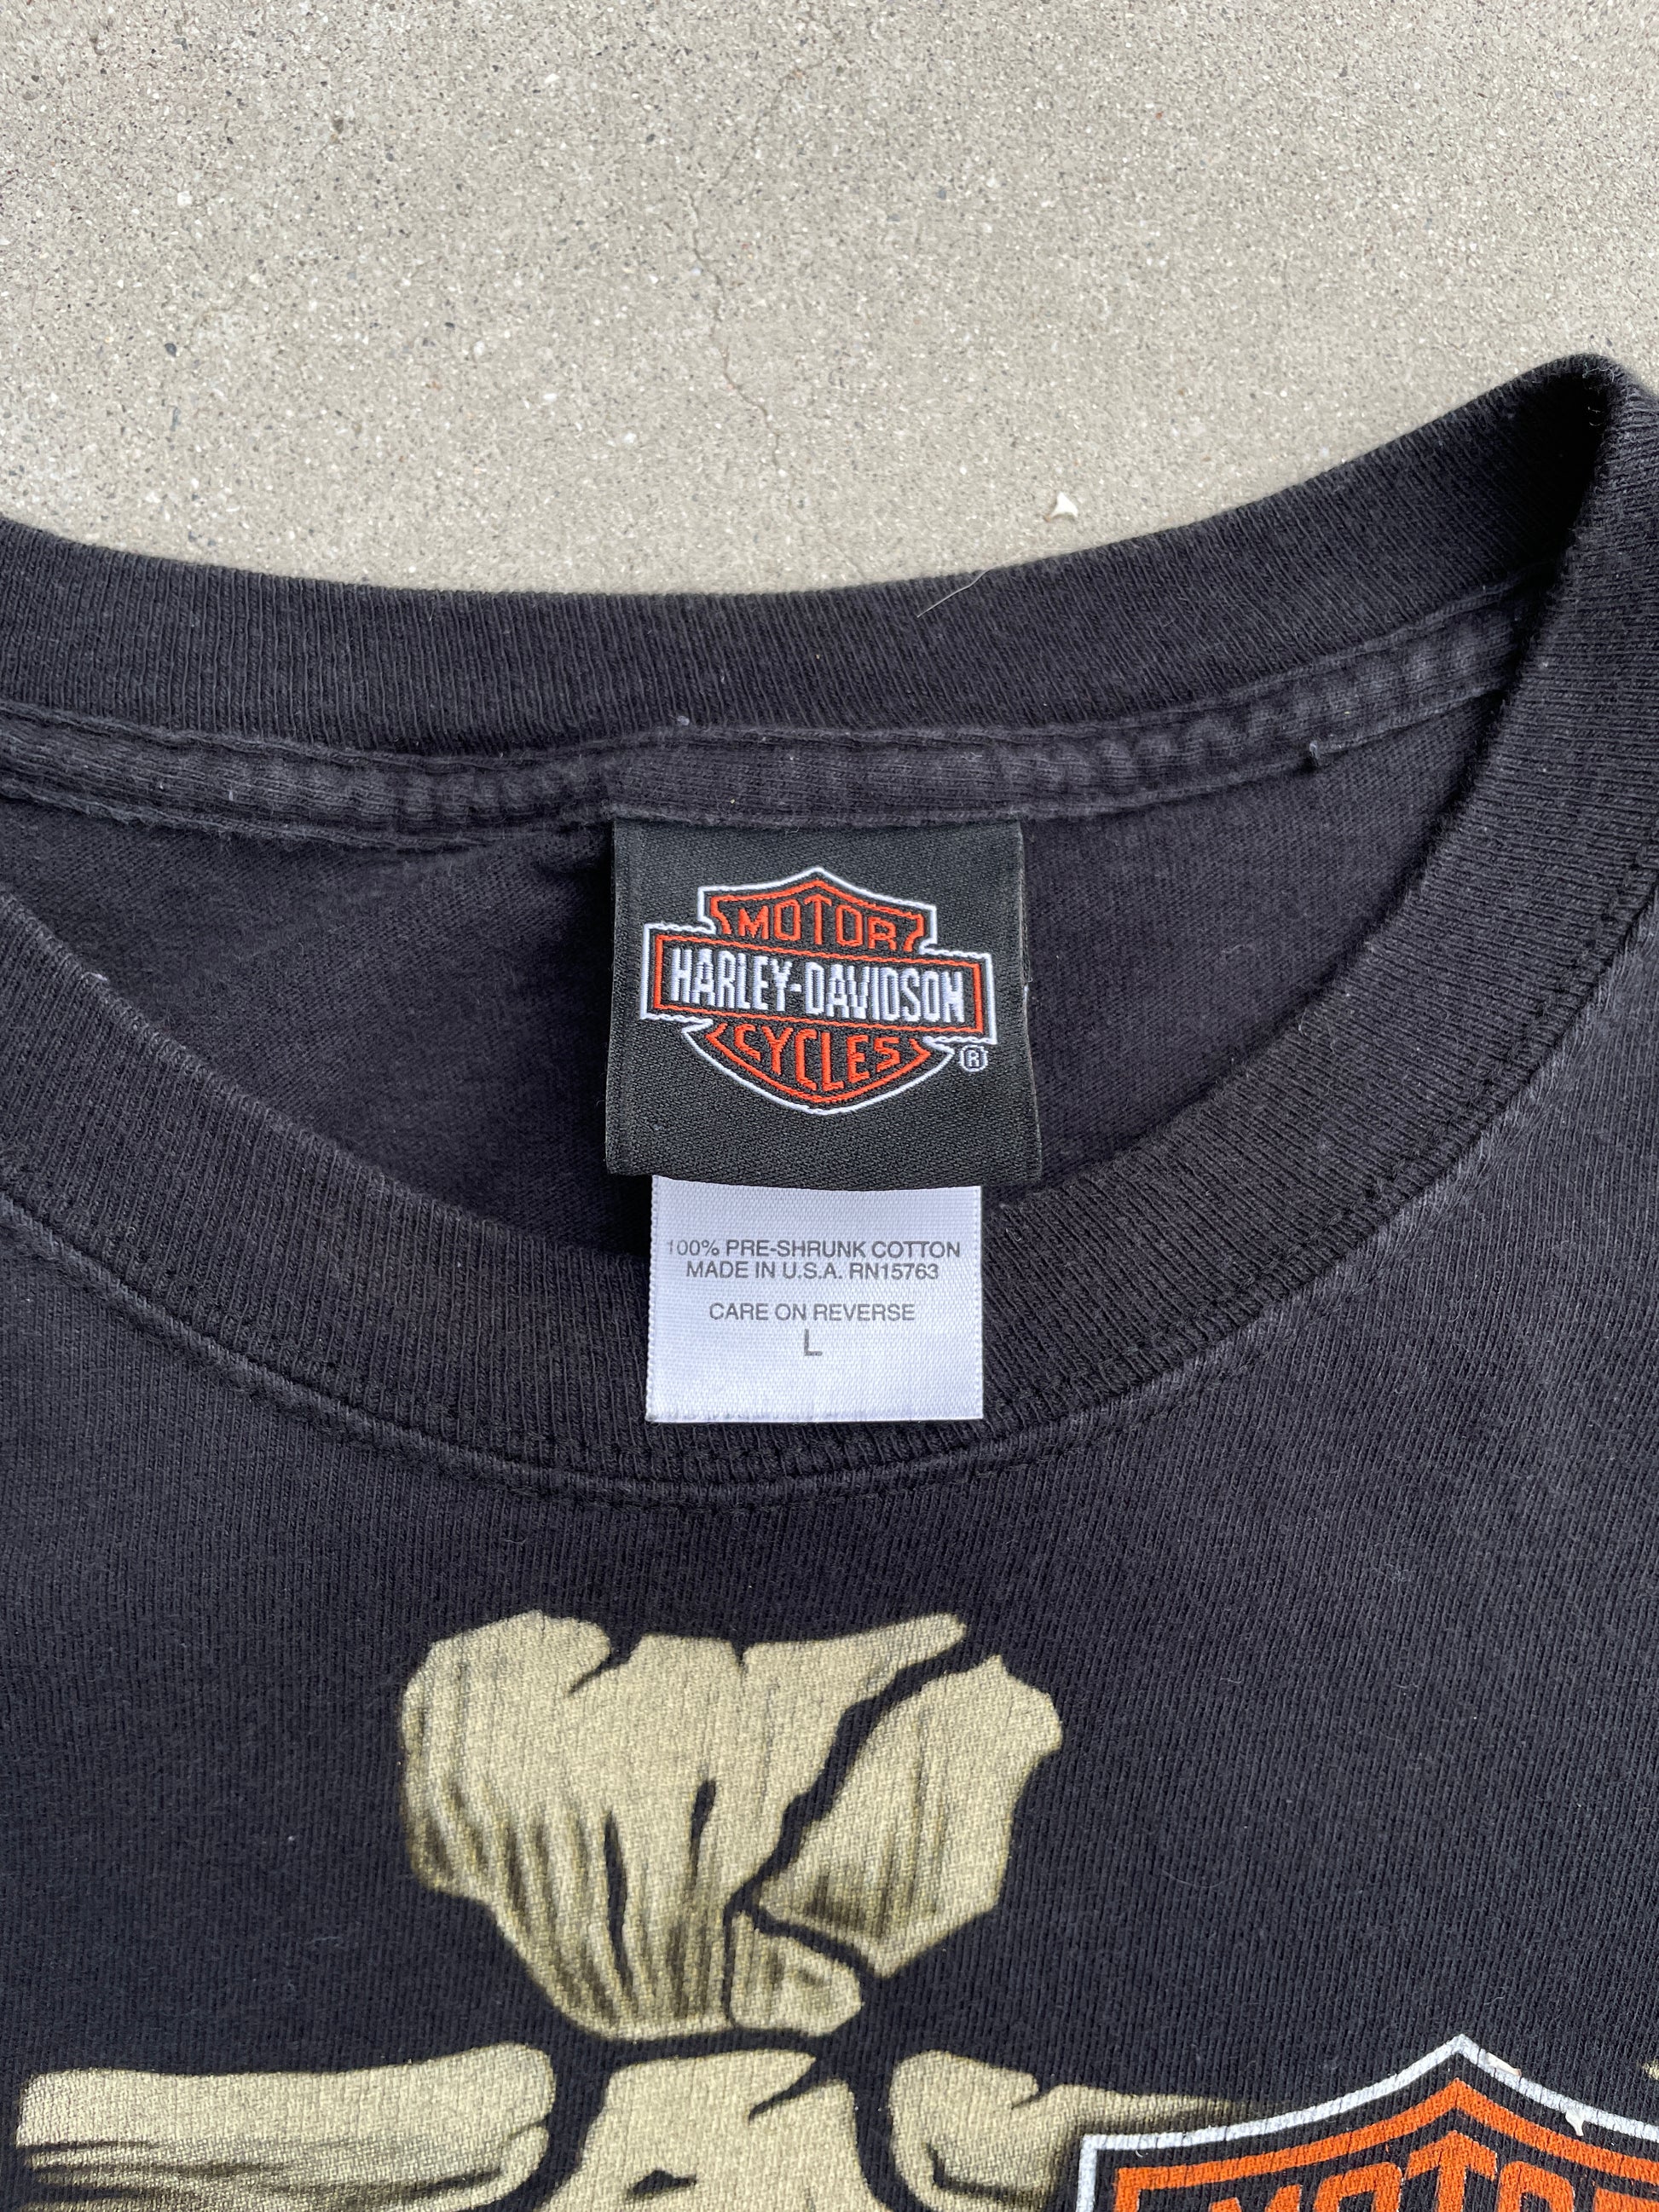 MOTOR
HARLEY-DAVIDSON
CYCLES
®
100% PRE-SHRUNK COTTON
MADE IN U.S.A. RN15763
CARE ON REVERSE
L
MOTOR